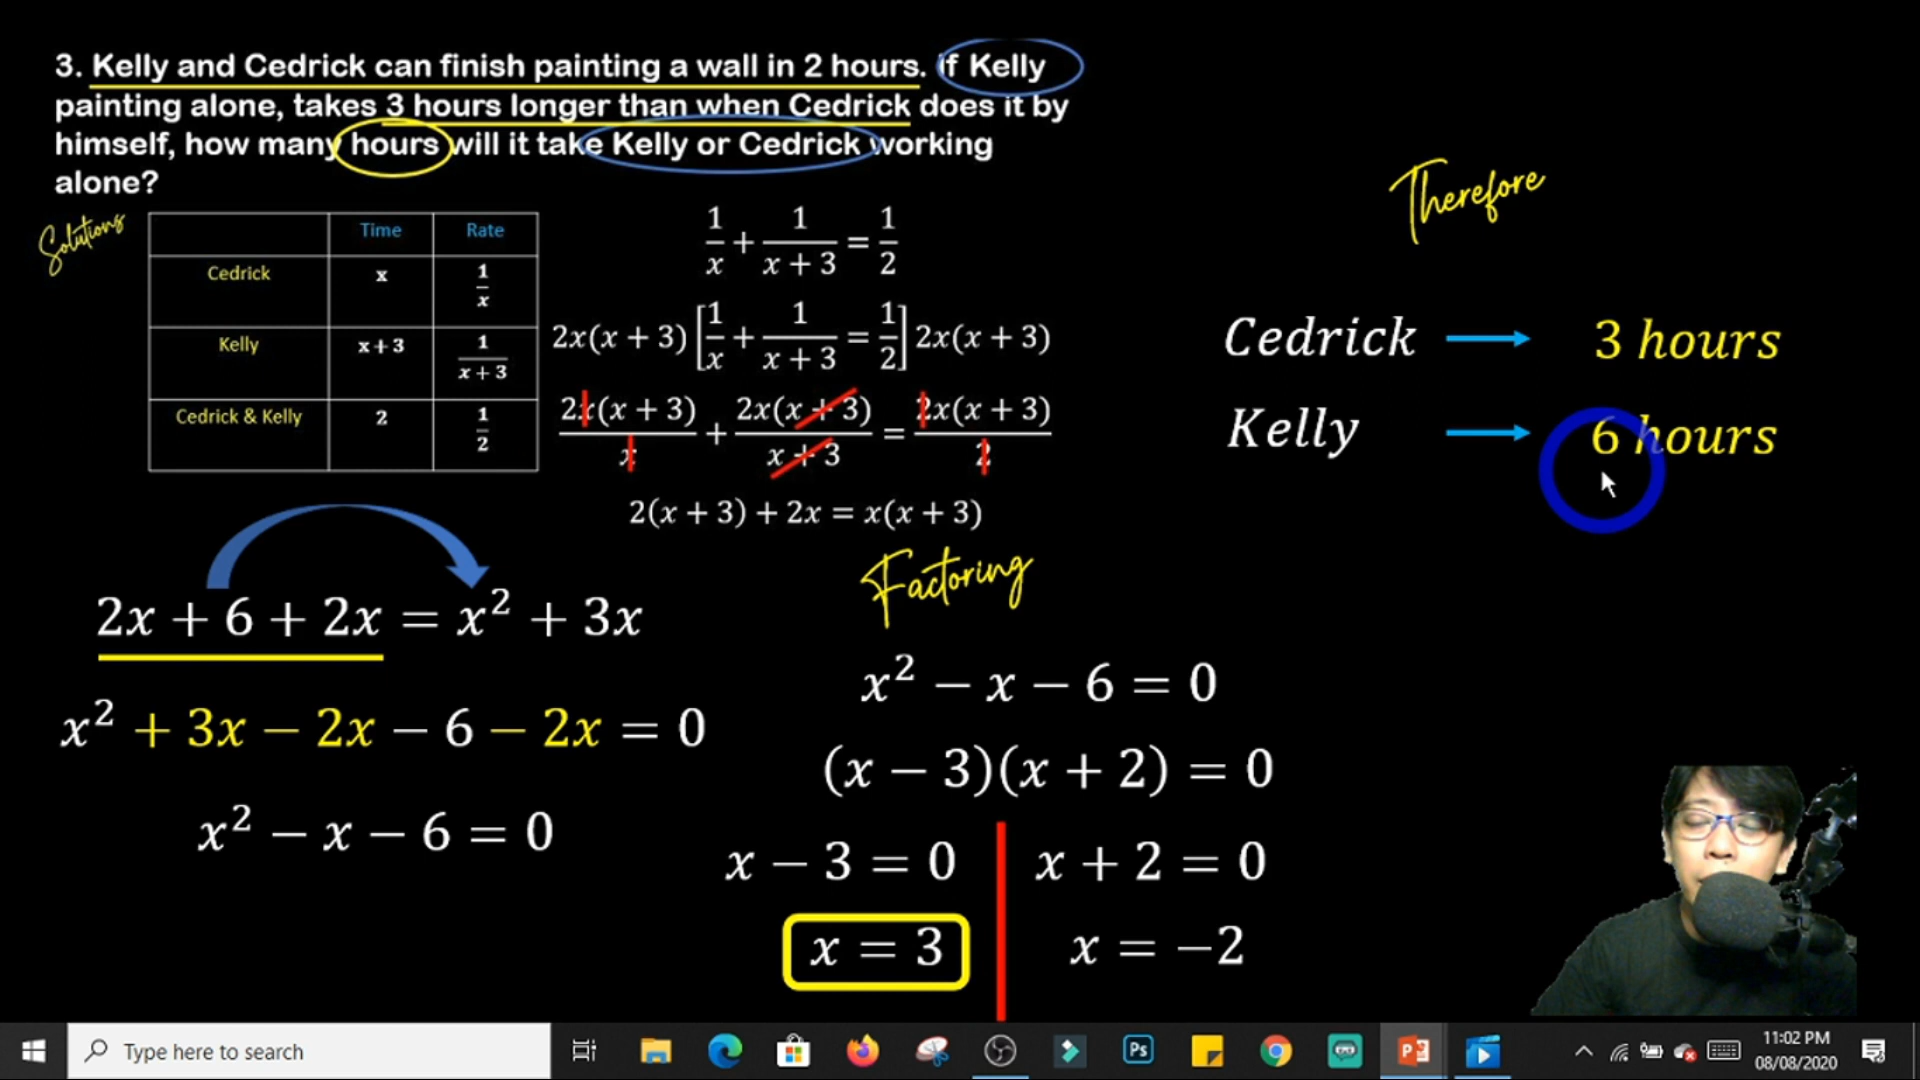 3. Kelly and Cedrick can finish painting a wall in 2 hours. If Kelly
painting alone, takes 3 hours longer than when Cedrick does it by
himself, how many hours will it take Kelly or Cedrick working
alone?
Solutions
Time Rate
Cedrick x 1/x
Kelly x+3 1/(x + 3)
Cedrick & Kelly 2 1/2
1/x + 1/(x + 3) = 1/2
2x(x + 3) [1/x + 1/(x + 3) = 1/2] 2x(x + 3)
2x(x + 3)/x + 2x(x + 3)/(x + 3) = 2x(x + 3)/2
2(x + 3) + 2x = x(x + 3)
2x + 6 + 2x = x² + 3x
x² + 3x − 2x − 6 − 2x = 0
x² − x − 6 = 0
Factoring
x² − x − 6 = 0
(x − 3)(x + 2) = 0
x − 3 = 0 x + 2 = 0
x = 3 x = −2
Therefore
Cedrick → 3 hours
Kelly → 6 hours
Type here to search
Ps
P
11:02 PM
08/08/2020